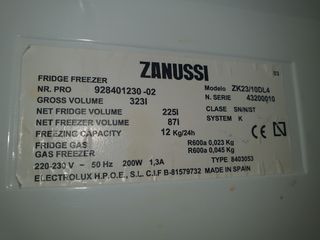 ZANUSSI
03
FRIDGE FREEZER
NR. PRO 928401230 -02 Modelo ZK23/10DL4
GROSS VOLUME 323l N. SERIE 43200010
NET FRIDGE VOLUME 225l CLASE SN/N/ST
NET FREEZER VOLUME 87l SYSTEM K
FREEZING CAPACITY 12 Kg/24h
FRIDGE GAS R600a 0,023 Kg
GAS FREEZER R600a 0,045 Kg
220-230 V - 50 Hz 200W 1,3A TYPE 8403053
ELECTROLUX H.P.O.E., S.L. C.I.F B-81579732 MADE IN SPAIN
CE